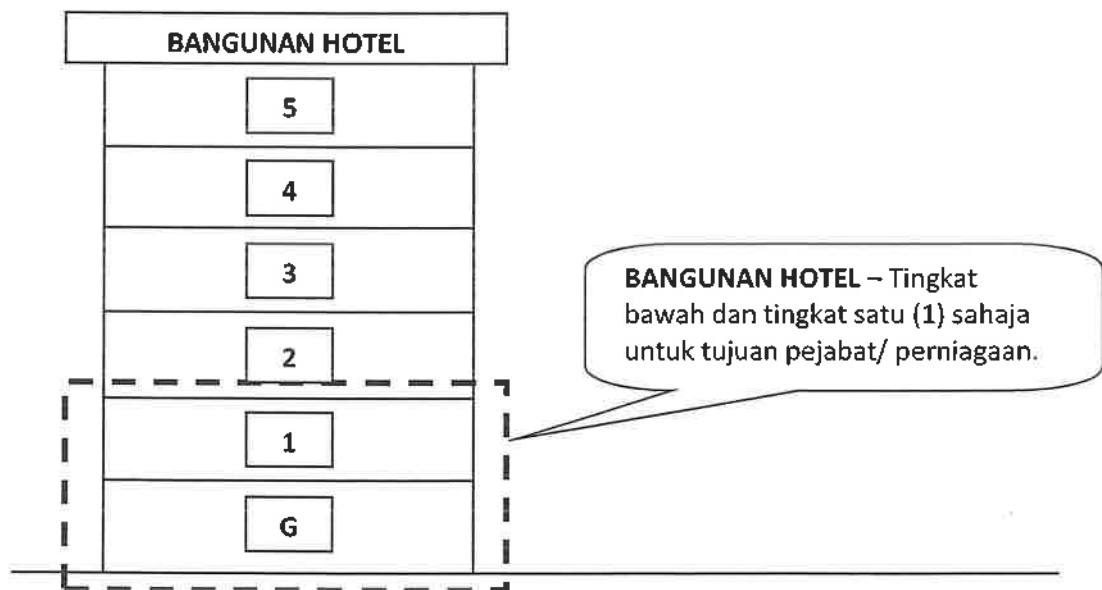 BANGUNAN HOTEL
5
4
3
2
1
G
BANGUNAN HOTEL – Tingkat
bawah dan tingkat satu (1) sahaja
untuk tujuan pejabat/ perniagaan.